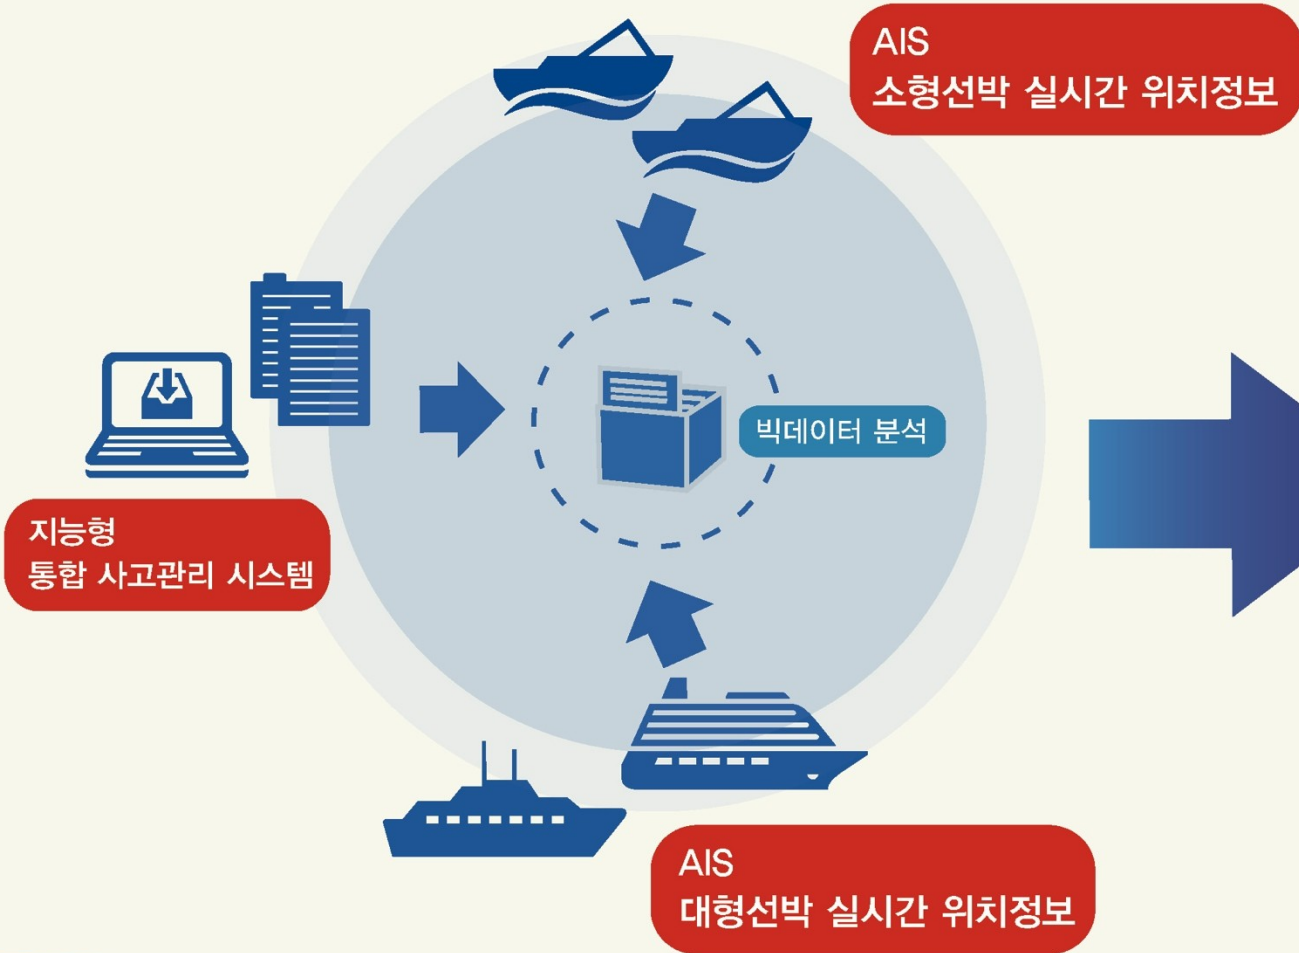 AIS
소형선박 실시간 위치정보
빅데이터 분석
지능형
통합 사고관리 시스템
AIS
대형선박 실시간 위치정보